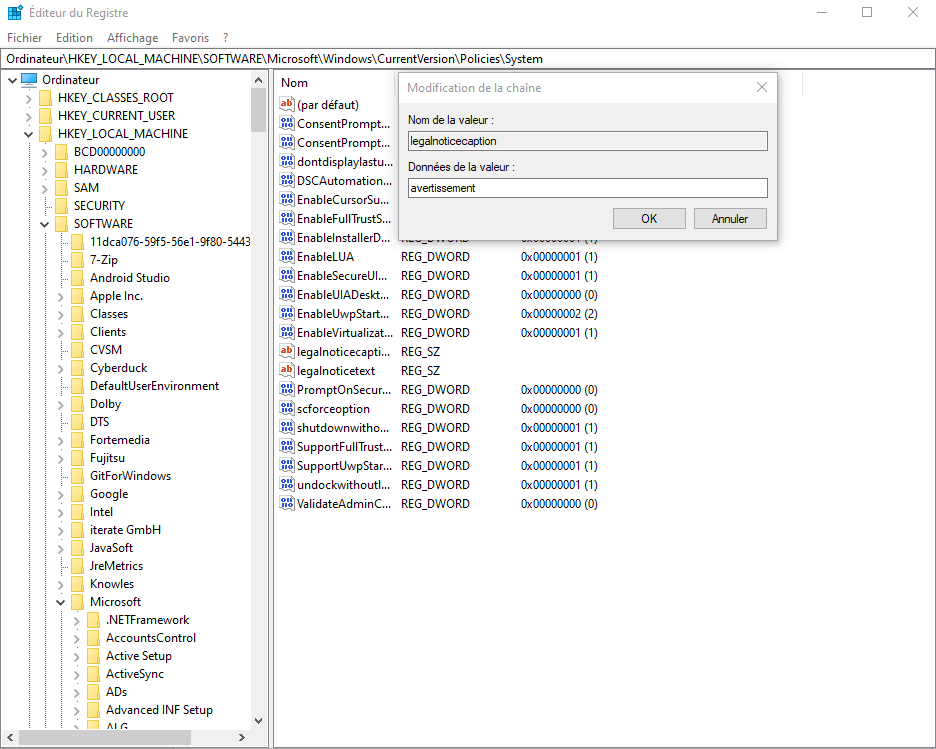 Éditeur du Registre
Fichier Edition Affichage Favoris ?
Ordinateur\HKEY_LOCAL_MACHINE\SOFTWARE\Microsoft\Windows\CurrentVersion\Policies\System
Ordinateur
HKEY_CLASSES_ROOT
HKEY_CURRENT_USER
HKEY_LOCAL_MACHINE
BCD00000000
HARDWARE
SAM
SECURITY
SOFTWARE
11dca076-59f5-56e1-9f80-5443
7-Zip
Android Studio
Apple Inc.
Classes
Clients
CVSM
Cyberduck
DefaultUserEnvironment
Dolby
DTS
Fortemedia
Fujitsu
GitForWindows
Google
Intel
iterate GmbH
JavaSoft
JreMetrics
Knowles
Microsoft
.NETFramework
AccountsControl
Active Setup
ActiveSync
ADs
Advanced INF Setup
ALG
Nom
(par défaut)
ConsentPrompt...
ConsentPrompt...
dontdisplaylastu...
DSCAutomation...
EnableCursorSu...
EnableFullTrustS...
EnableInstallerD... REG_DWORD 0x00000001 (1)
EnableLUA REG_DWORD 0x00000001 (1)
EnableSecureUI... REG_DWORD 0x00000001 (1)
EnableUIADeskt... REG_DWORD 0x00000000 (0)
EnableUwpStart... REG_DWORD 0x00000002 (2)
EnableVirtualizat... REG_DWORD 0x00000001 (1)
legalnoticecapti... REG_SZ
legalnoticetext REG_SZ
PromptOnSecur... REG_DWORD 0x00000000 (0)
scforceoption REG_DWORD 0x00000000 (0)
shutdownwitho... REG_DWORD 0x00000001 (1)
SupportFullTrust... REG_DWORD 0x00000001 (1)
SupportUwpStar... REG_DWORD 0x00000001 (1)
undockwithoutl... REG_DWORD 0x00000001 (1)
ValidateAdminC... REG_DWORD 0x00000000 (0)
Modification de la chaîne
Nom de la valeur :
legalnoticecaption
Données de la valeur :
avertissement
OK Annuler